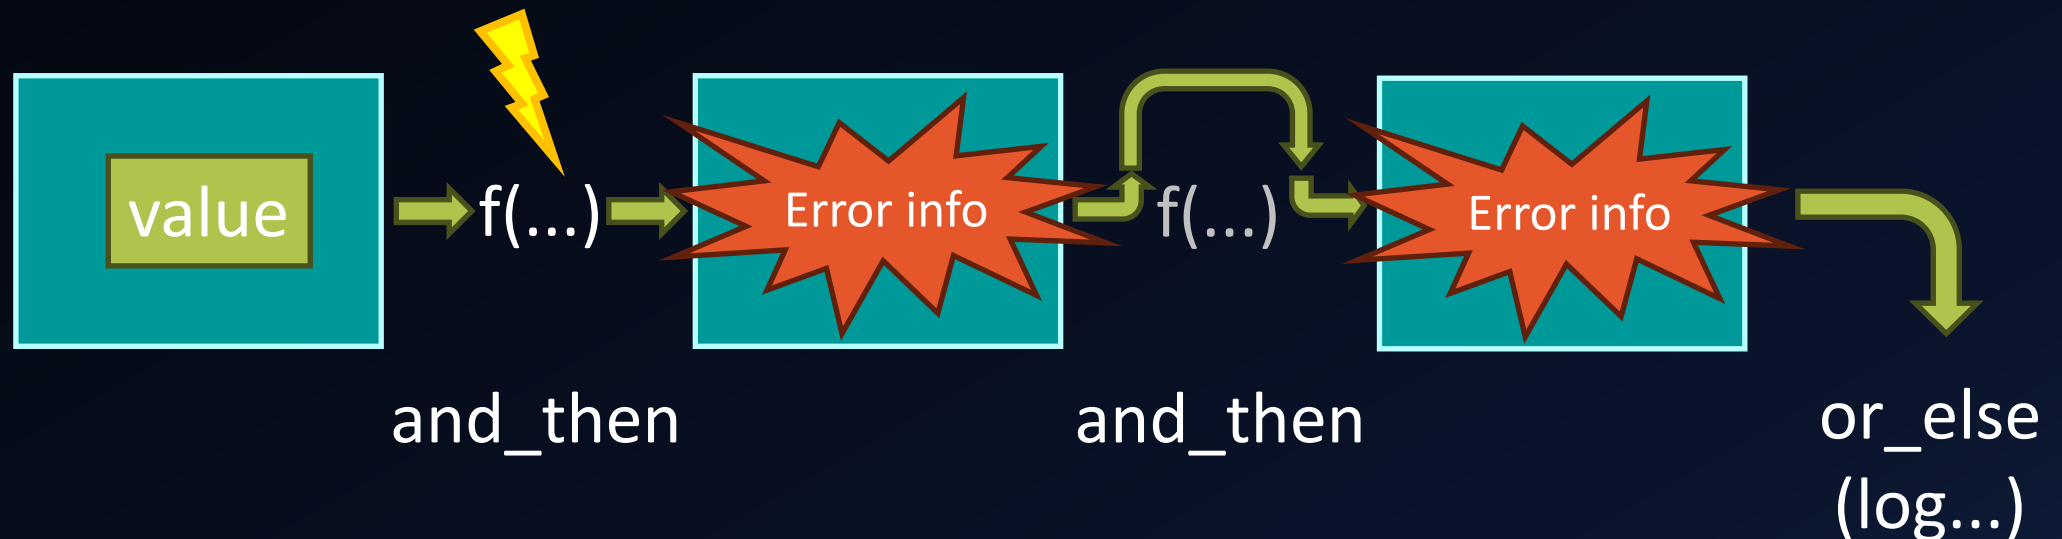 value
f(...)
Error info
f(...)
Error info
and_then
and_then
or_else
(log...)